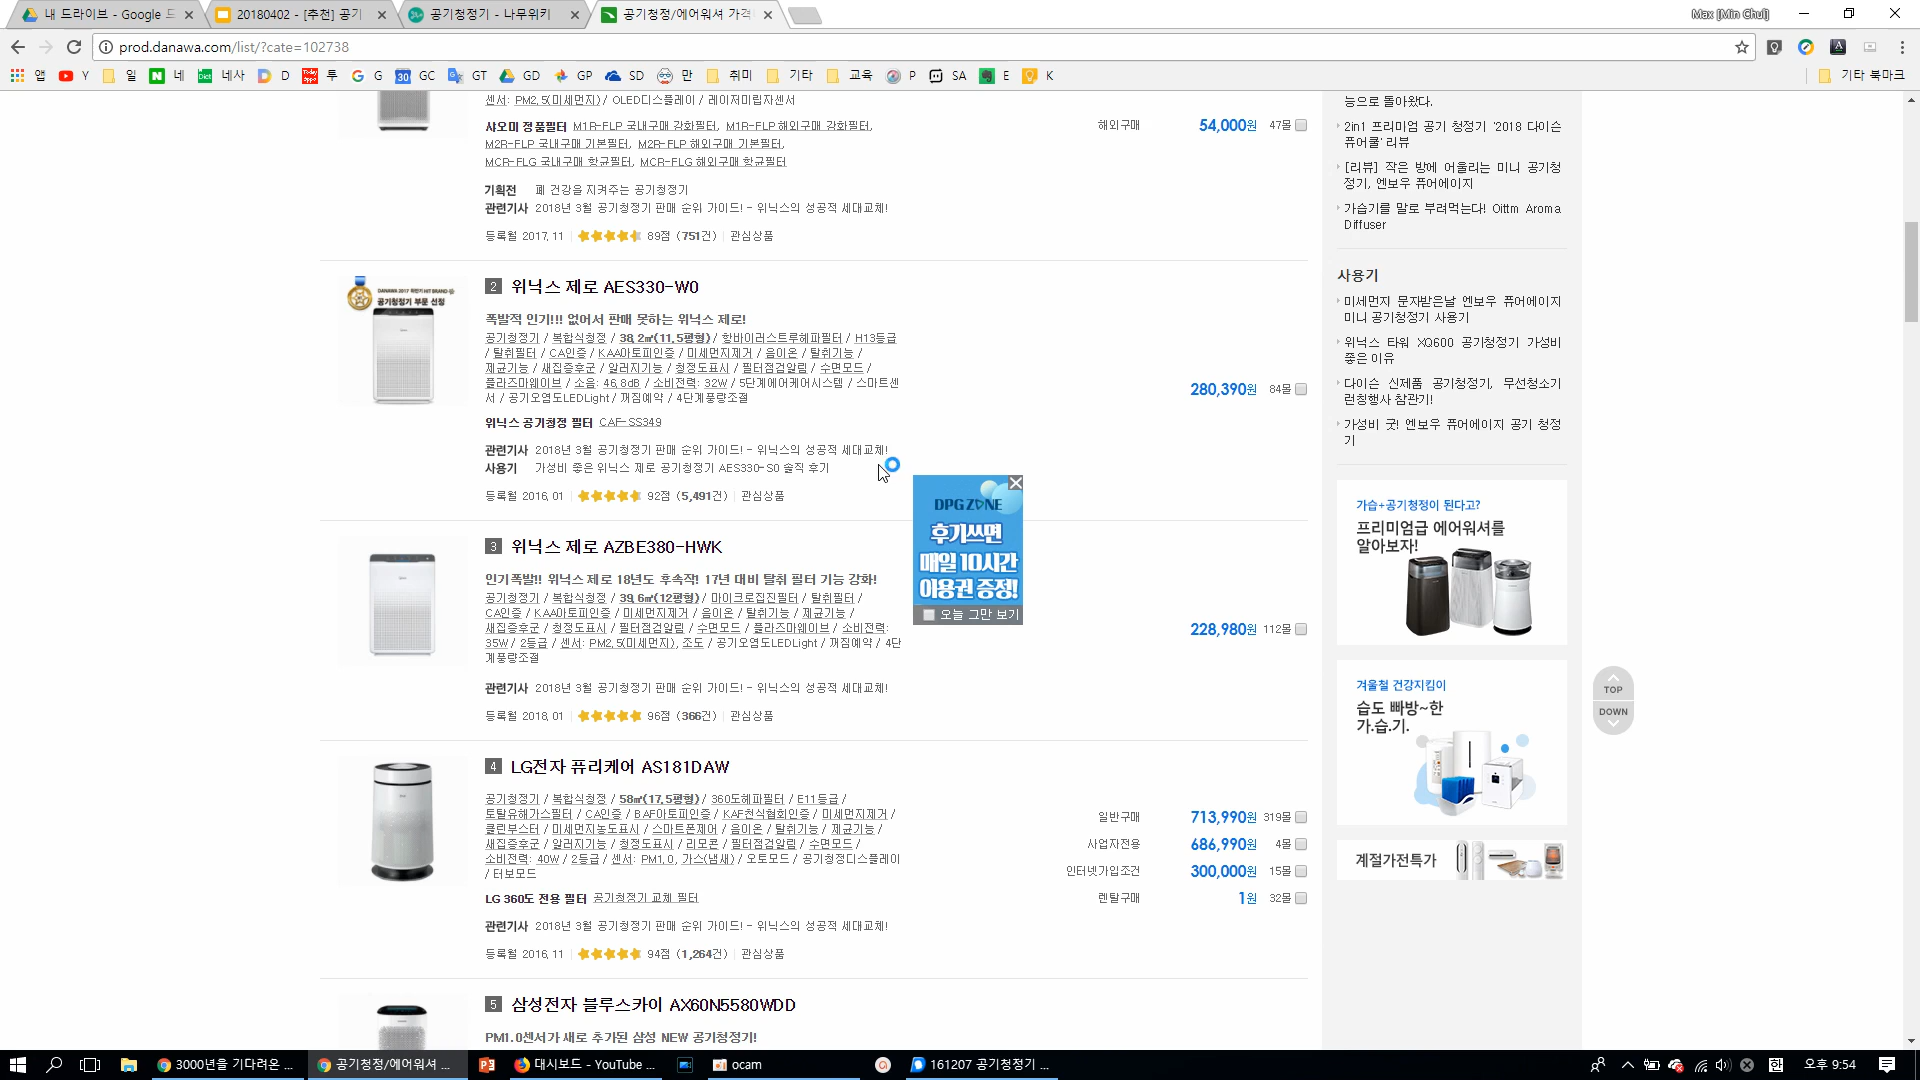 내 드라이브 - Google 드
20180402 - [추천] 공기
공기청정기 - 나무위키
공기청정/에어워셔 가격
Max [Min Chul]
prod.danawa.com/list/?cate=102738
앱 Y 일 네 네사 D 투 G GC GT GD GP SD 만 취미 기타 교육 P SA E K 기타 북마크
센서: PM2.5(미세먼지) / OLED디스플레이 / 레이저미립자센서
샤오미 정품필터 M1R-FLP 국내구매 강화필터, M1R-FLP 해외구매 강화필터,
M2R-FLP 국내구매 기본필터, M2R-FLP 해외구매 기본필터,
MCR-FLG 국내구매 항균필터, MCR-FLG 해외구매 항균필터
해외구매 54,000원 47몰
기획전 폐 건강을 지켜주는 공기청정기
관련기사 2018년 3월 공기청정기 판매 순위 가이드! - 위닉스의 성공적 세대교체!
등록월 2017.11 89점 (751건) 관심상품
DANAWA 2017 하반기 HIT BRAND
공기청정기 부문 선정
2 위닉스 제로 AES330-W0
폭발적 인기!!! 없어서 판매 못하는 위닉스 제로!
공기청정기 / 복합식청정 / 38.2㎡(11.5평형) / 항바이러스트루헤파필터 / H13등급
/ 탈취필터 / CA인증 / KAA아토피인증 / 미세먼지제거 / 음이온 / 탈취기능 /
제균기능 / 새집증후군 / 알러지기능 / 청정도표시 / 필터점검알림 / 수면모드 /
플라즈마웨이브 / 소음: 46.8dB / 소비전력: 32W / 5단계에어케어시스템 / 스마트센
서 / 공기오염도LEDLight / 꺼짐예약 / 4단계풍량조절
280,390원 84몰
위닉스 공기청정 필터 CAF-SS349
관련기사 2018년 3월 공기청정기 판매 순위 가이드! - 위닉스의 성공적 세대교체!
사용기 가성비 좋은 위닉스 제로 공기청정기 AES330-S0 솔직 후기
등록월 2016.01 92점 (5,491건) 관심상품
3 위닉스 제로 AZBE380-HWK
인기폭발!! 위닉스 제로 18년도 후속작! 17년 대비 탈취 필터 기능 강화!
공기청정기 / 복합식청정 / 39.6㎡(12평형) / 마이크로집진필터 / 탈취필터 /
CA인증 / KAA아토피인증 / 미세먼지제거 / 음이온 / 탈취기능 / 제균기능 /
새집증후군 / 청정도표시 / 필터점검알림 / 수면모드 / 플라즈마웨이브 / 소비전력:
35W / 2등급 / 센서: PM2.5(미세먼지), 조도 / 공기오염도LEDLight / 꺼짐예약 / 4단
계풍량조절
228,980원 112몰
관련기사 2018년 3월 공기청정기 판매 순위 가이드! - 위닉스의 성공적 세대교체!
등록월 2018.01 96점 (366건) 관심상품
4 LG전자 퓨리케어 AS181DAW
공기청정기 / 복합식청정 / 58㎡(17.5평형) / 360도헤파필터 / E11등급 /
토탈유해가스필터 / CA인증 / BAF아토피인증 / KAF천식협회인증 / 미세먼지제거 /
클린부스터 / 미세먼지농도표시 / 스마트폰제어 / 음이온 / 탈취기능 / 제균기능 /
새집증후군 / 알러지기능 / 청정도표시 / 리모콘 / 필터점검알림 / 수면모드 /
소비전력: 40W / 2등급 / 센서: PM1.0, 가스(냄새) / 오토모드 / 공기청정디스플레이
/ 터보모드
일반구매 713,990원 319몰
사업자전용 686,990원 4몰
인터넷가입조건 300,000원 15몰
렌탈구매 1원 32몰
LG 360도 전용 필터 공기청정기 교체 필터
관련기사 2018년 3월 공기청정기 판매 순위 가이드! - 위닉스의 성공적 세대교체!
등록월 2016.11 94점 (1,264건) 관심상품
5 삼성전자 블루스카이 AX60N5580WDD
PM1.0센서가 새로 추가된 삼성 NEW 공기청정기!
DPG ZONE
후기쓰면
매일 10시간
이용권 증정!
오늘 그만 보기
능으로 돌아왔다.
2in1 프리미엄 공기 청정기 '2018 다이슨
퓨어쿨' 리뷰
[리뷰] 작은 방에 어울리는 미니 공기청
정기, 엔보우 퓨어에이지
가습기를 말로 부려먹는다! Oittm Aroma
Diffuser
사용기
미세먼지 문자받은날 엔보우 퓨어에이지
미니 공기청정기 사용기
위닉스 타워 XQ600 공기청정기 가성비
좋은 이유
다이슨 신제품 공기청정기, 무선청소기
런칭행사 참관기!
가성비 굿! 엔보우 퓨어에이지 공기 청정
기
가습+공기청정이 된다고?
프리미엄급 에어워셔를
알아보자!
겨울철 건강지킴이
습도 빠방~한
가.습.기.
계절가전특가
TOP
DOWN
3000년을 기다려온 ...
공기청정/에어워셔 ...
대시보드 - YouTube ...
ocam
161207 공기청정기 ...
한
오후 9:54